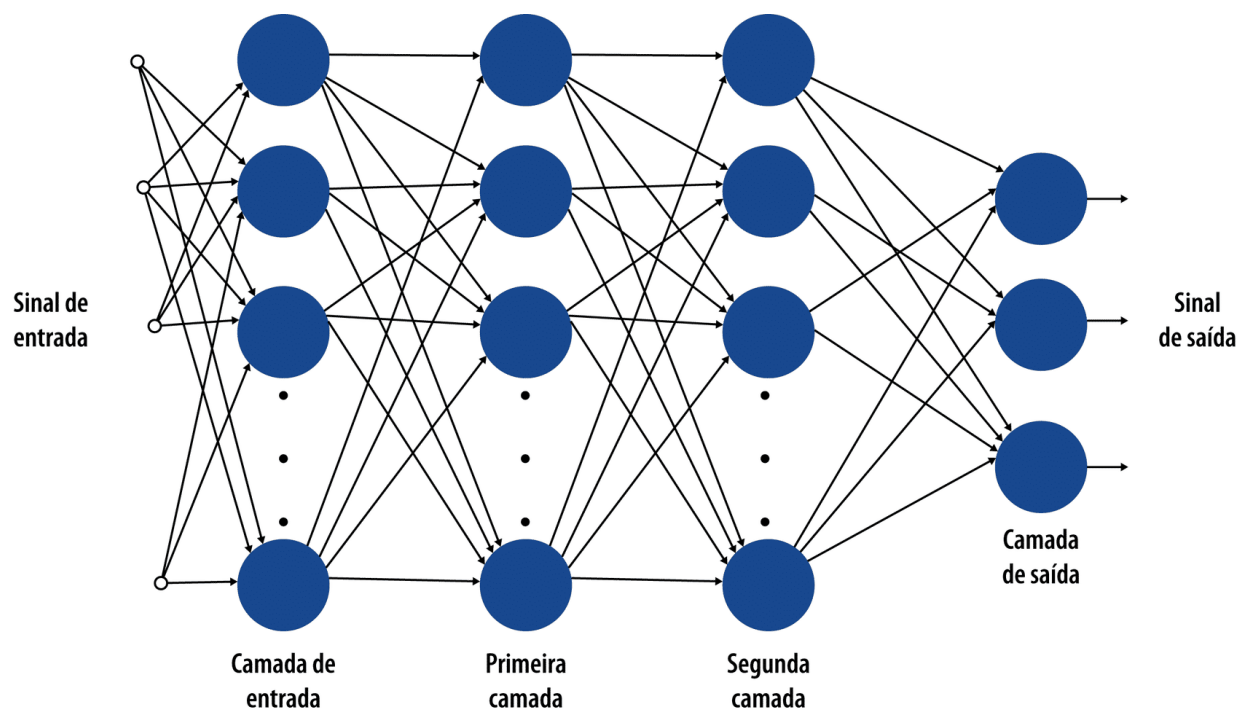 Sinal de
entrada
Sinal
de saída
Camada
de saída
Camada de
entrada
Primeira
camada
Segunda
camada